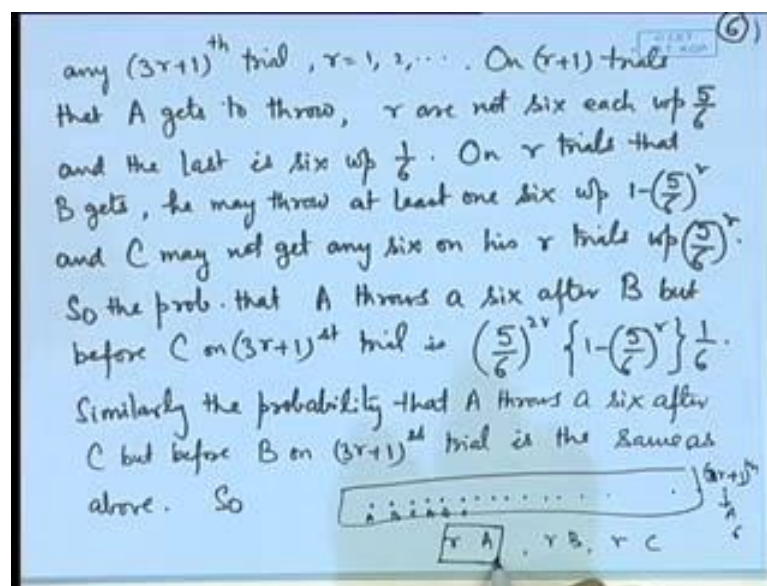 6
any (3r+1)th trial, r = 1, 2, .... On (r+1) trials
that A gets to throw, r are not six each wp 5/6
and the last is six wp 1/6. On r trials that
B gets, he may throw at least one six wp 1-(5/6)^r
and C may not get any six on his r trials wp (5/6)^r.
So the prob. that A throws a six after B but
before C on (3r+1)st trial is (5/6)^2r {1-(5/6)^r} 1/6.
Similarly the probability that A throws a six after
C but before B on (3r+1)st trial is the same as
above. So
(3r+1)th
A
6
r A, r B, r C